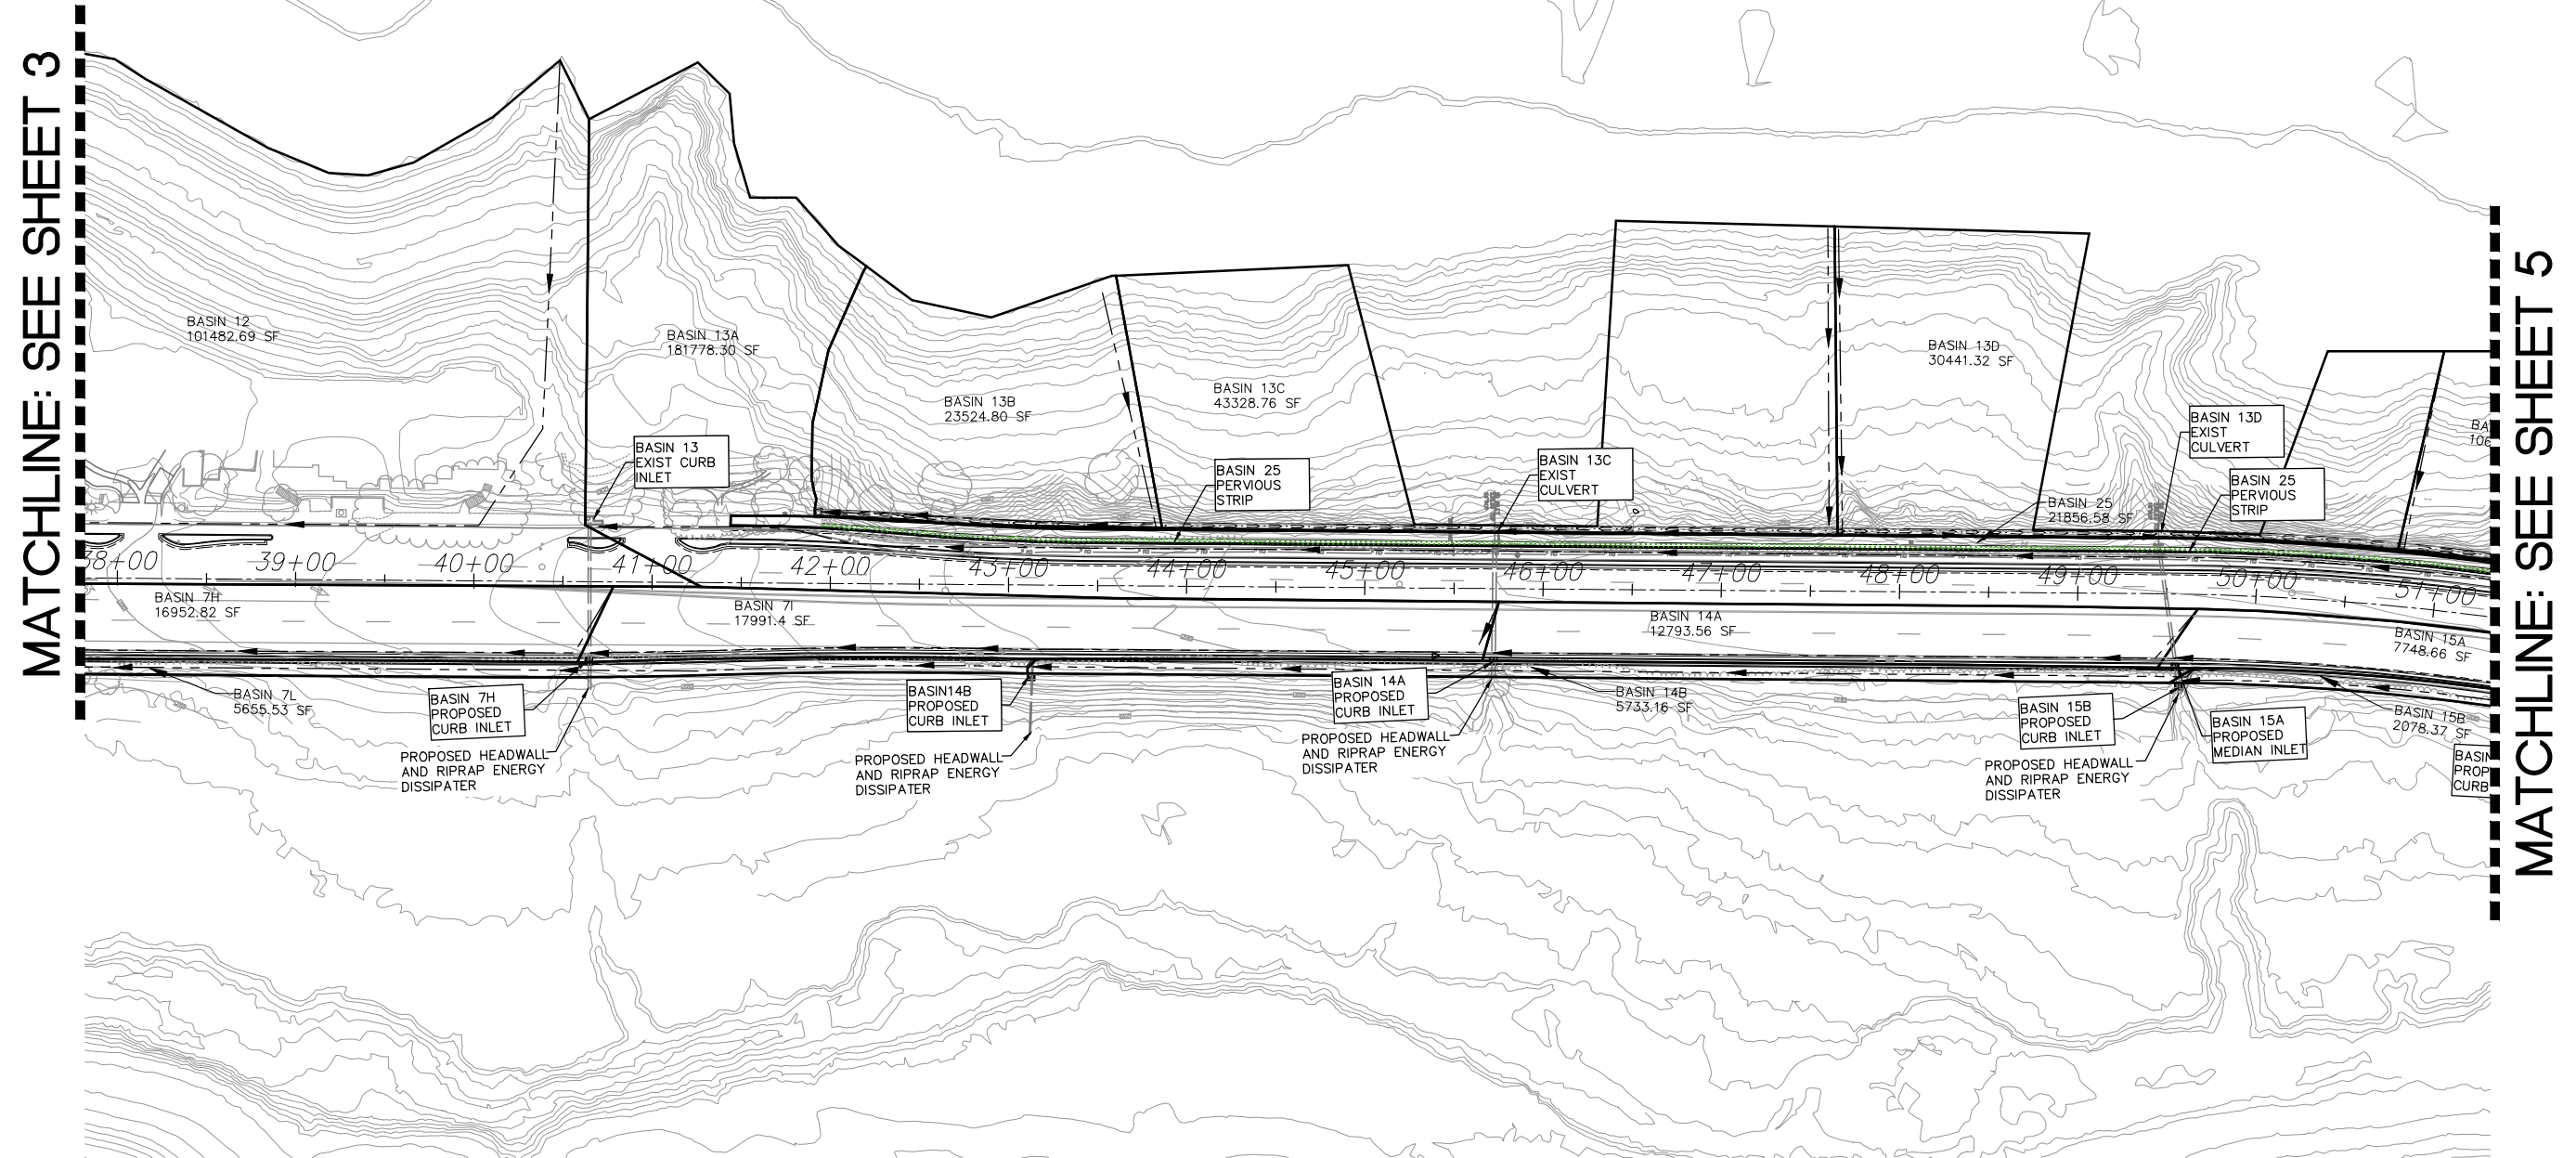 MATCHLINE: SEE SHEET 3
MATCHLINE: SEE SHEET 5
BASIN 12
101482.69 SF
BASIN 13A
181778.30 SF
BASIN 13B
23524.80 SF
BASIN 13C
43328.76 SF
BASIN 13D
30441.32 SF
BA
106
BASIN 13
EXIST CURB
INLET
BASIN 25
PERVIOUS
STRIP
BASIN 13C
EXIST
CULVERT
BASIN 25
21856.58 SF
BASIN 13D
EXIST
CULVERT
BASIN 25
PERVIOUS
STRIP
38+00
39+00
40+00
41+00
42+00
43+00
44+00
45+00
46+00
47+00
48+00
49+00
50+00
51+00
BASIN 7H
16952.82 SF
BASIN 7I
17991.4 SF
BASIN 14A
12793.56 SF
BASIN 15A
7748.66 SF
BASIN 7L
5655.53 SF
BASIN 7H
PROPOSED
CURB INLET
PROPOSED HEADWALL
AND RIPRAP ENERGY
DISSIPATER
BASIN14B
PROPOSED
CURB INLET
PROPOSED HEADWALL
AND RIPRAP ENERGY
DISSIPATER
BASIN 14A
PROPOSED
CURB INLET
PROPOSED HEADWALL
AND RIPRAP ENERGY
DISSIPATER
BASIN 14B
5733.16 SF
BASIN 15B
PROPOSED
CURB INLET
PROPOSED HEADWALL
AND RIPRAP ENERGY
DISSIPATER
BASIN 15A
PROPOSED
MEDIAN INLET
BASIN 15B
2078.37 SF
BASIN
PROP
CURB